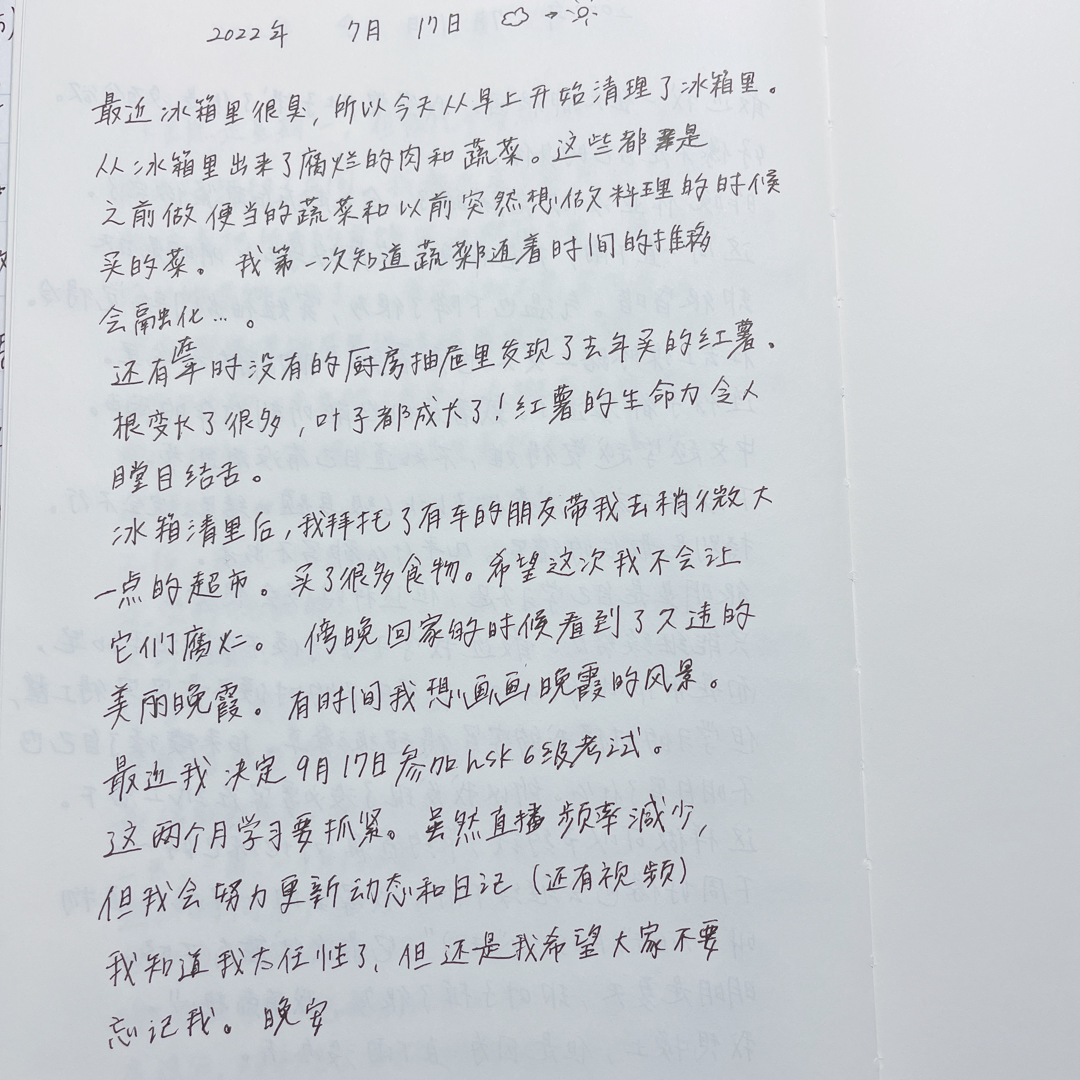 2022年 7月 17日
最近冰箱里很臭,所以今天从早上开始清理了冰箱里。
从冰箱里出来了腐烂的肉和蔬菜。这些都是
之前做便当的蔬菜和以前突然想做料理的时候
买的菜。 我第一次知道蔬菜随着时间的推移
会融化…。
还有 时没有的厨房抽屉里发现了去年买的红薯。
根变长了很多,叶子都成长了!红薯的生命力令人
瞠目结舌。
冰箱清里后,我拜托了有车的朋友带我去稍微大
一点的超市。买了很多食物。希望这次我不会让
它们腐烂。 傍晚回家的时候看到了久违的
美丽晚霞。有时间我想画画晚霞的风景。
最近我决定9月17日参加hsk6级考试。
这两个月学习要抓紧。虽然直播频率减少,
但我会努力更新动态和日记(还有视频)
我知道我太任性了,但还是我希望大家不要
忘记我。晚安